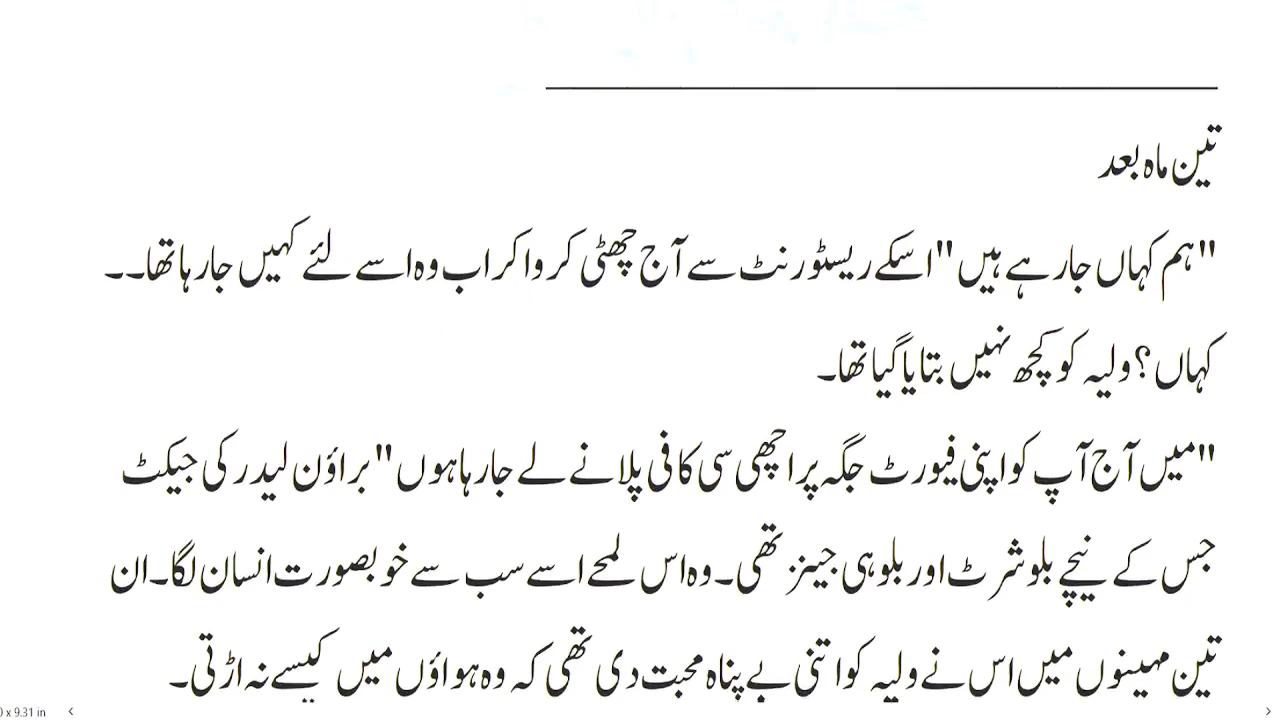 تین ماہ بعد
"ہم کہاں جارہے ہیں"اسکے ریسٹورنٹ سے آج چھٹی کرواکر اب وہ اسے لئے کہیں جارہا تھا۔۔
کہاں؟ ولیہ کو کچھ نہیں بتایا گیا تھا۔
"میں آج آپ کو اپنی فیورٹ جگہ پر اچھی سی کافی پلانے لے جارہا ہوں"براؤن لیدر کی جیکٹ
جس کے نیچے بلو شرٹ اور بلو ہی جینز تھی۔وہ اس لمحے اسے سب سے خوبصورت انسان لگا۔ان
تین مہینوں میں اس نے ولیہ کو اتنی بے پناہ محبت دی تھی کہ وہ ہواؤں میں کیسے نہ اڑتی۔
x 9.31 in